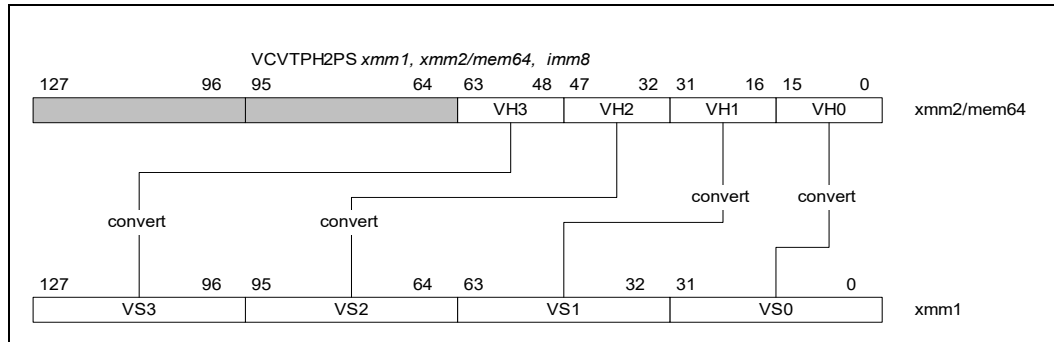 VCVTPH2PS xmm1, xmm2/mem64, imm8
127 96 95 64 63 48 47 32 31 16 15 0
VH3 VH2 VH1 VH0 xmm2/mem64
convert convert
convert convert
127 96 95 64 63 32 31 0
VS3 VS2 VS1 VS0 xmm1